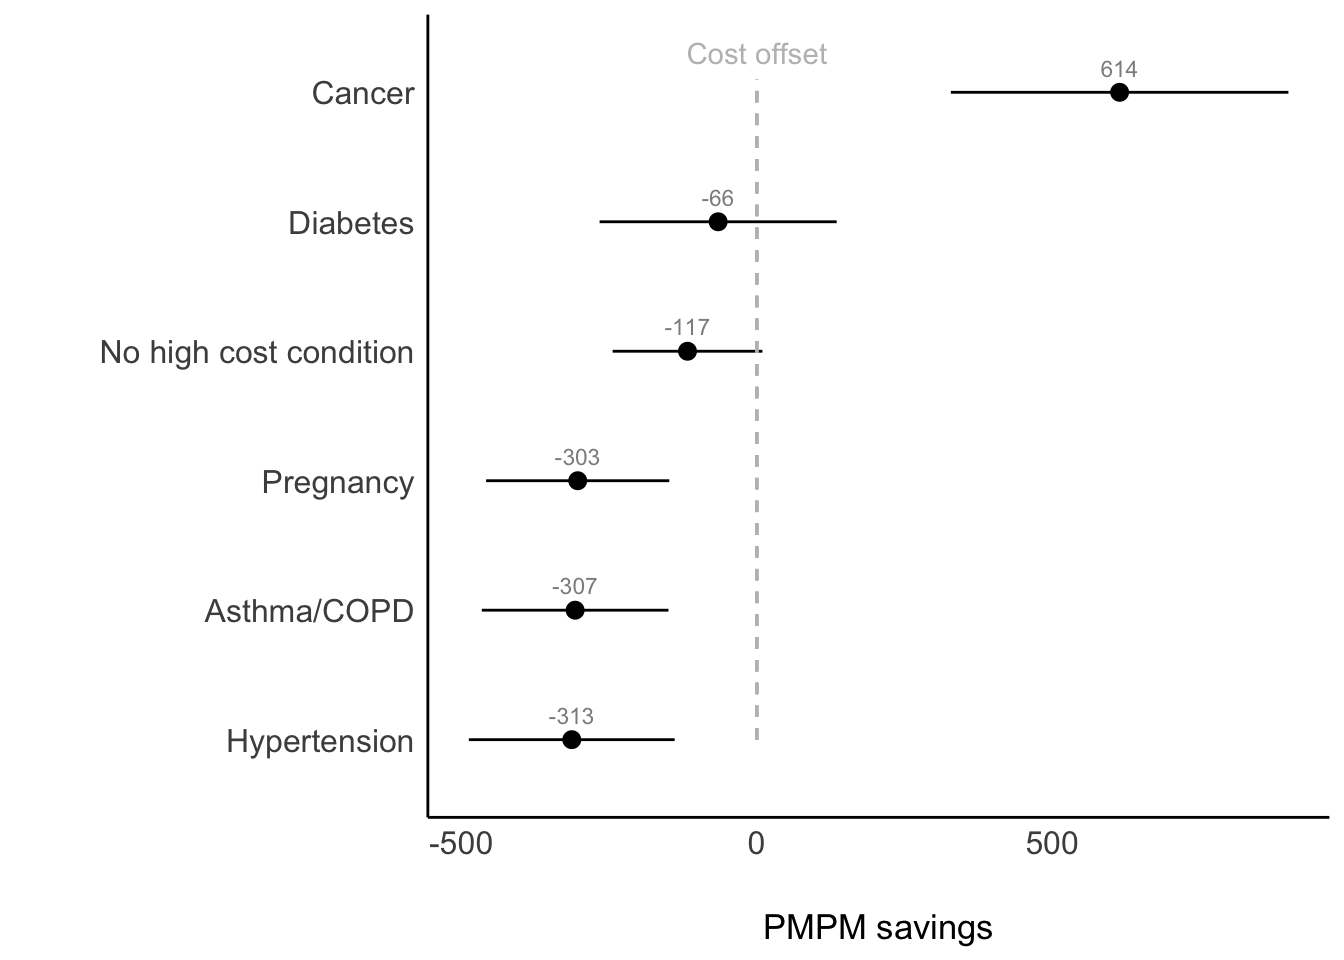 Cost offset
614
Cancer
-66
Diabetes
-117
No high cost condition
-303
Pregnancy
-307
Asthma/COPD
-313
Hypertension
-500 0 500
PMPM savings